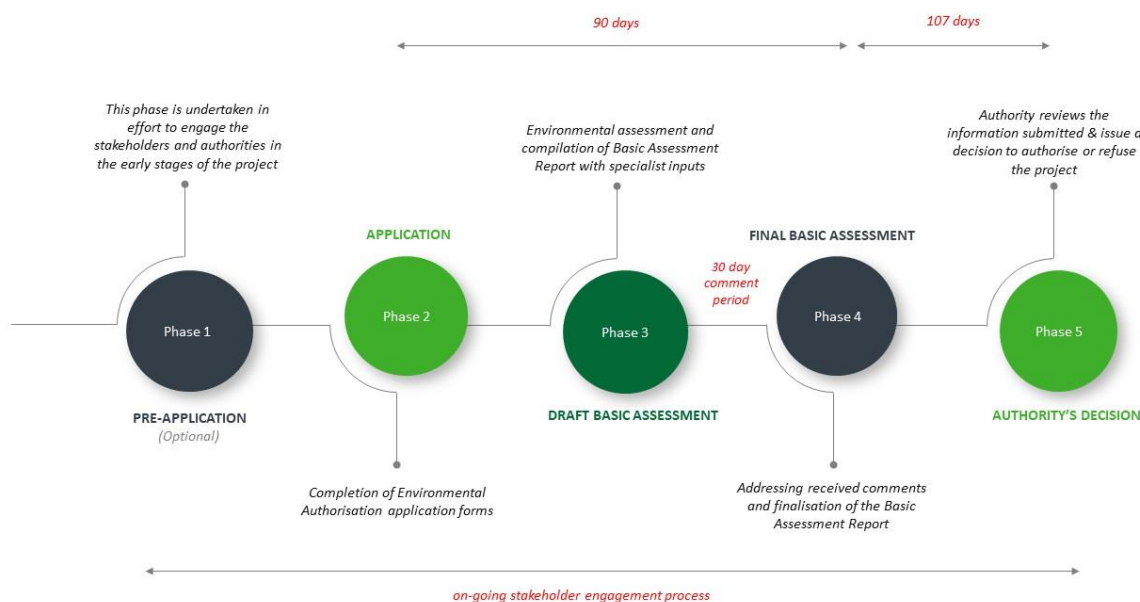 90 days
107 days
This phase is undertaken in
effort to engage the
stakeholders and authorities in
the early stages of the project
Environmental assessment and
compilation of Basic Assessment
Report with specialist inputs
Authority reviews the
information submitted & issue a
decision to authorise or refuse
the project
APPLICATION
FINAL BASIC ASSESSMENT
30 day
comment
period
Phase 1
Phase 2
Phase 3
Phase 4
Phase 5
PRE-APPLICATION
(Optional)
DRAFT BASIC ASSESSMENT
AUTHORITY'S DECISION
Completion of Environmental
Authorisation application forms
Addressing received comments
and finalisation of the Basic
Assessment Report
on-going stakeholder engagement process